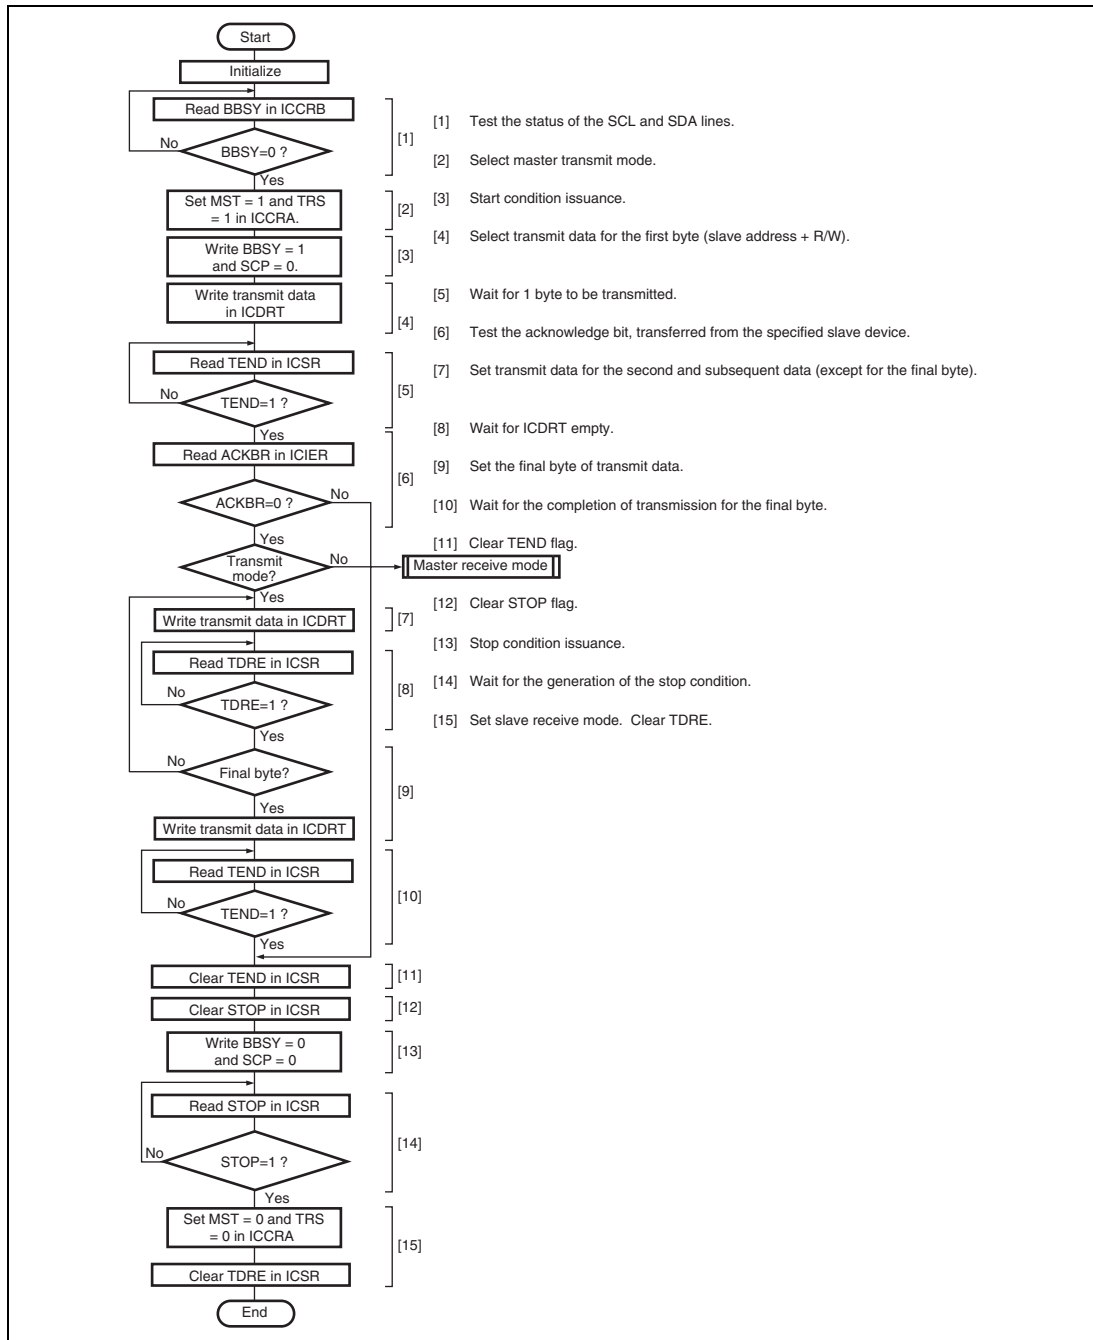 Start
Initialize
Read BBSY in ICCRB
No
BBSY=0 ?
[1]
Yes
Set MST = 1 and TRS
= 1 in ICCRA.
[2]
Write BBSY = 1
and SCP = 0.
[3]
Write transmit data
in ICDRT
[4]
Read TEND in ICSR
No
TEND=1 ?
[5]
Yes
Read ACKBR in ICIER
[6]
ACKBR=0 ?
No
Yes
Transmit
mode?
No
Master receive mode
Yes
Write transmit data in ICDRT
[7]
Read TDRE in ICSR
No
TDRE=1 ?
[8]
Yes
No
Final byte?
[9]
Yes
Write transmit data in ICDRT
Read TEND in ICSR
No
TEND=1 ?
[10]
Yes
Clear TEND in ICSR
[11]
Clear STOP in ICSR
[12]
Write BBSY = 0
and SCP = 0
[13]
Read STOP in ICSR
No
STOP=1 ?
[14]
Yes
Set MST = 0 and TRS
= 0 in ICCRA
[15]
Clear TDRE in ICSR
End
[1] Test the status of the SCL and SDA lines.
[2] Select master transmit mode.
[3] Start condition issuance.
[4] Select transmit data for the first byte (slave address + R/W).
[5] Wait for 1 byte to be transmitted.
[6] Test the acknowledge bit, transferred from the specified slave device.
[7] Set transmit data for the second and subsequent data (except for the final byte).
[8] Wait for ICDRT empty.
[9] Set the final byte of transmit data.
[10] Wait for the completion of transmission for the final byte.
[11] Clear TEND flag.
[12] Clear STOP flag.
[13] Stop condition issuance.
[14] Wait for the generation of the stop condition.
[15] Set slave receive mode. Clear TDRE.